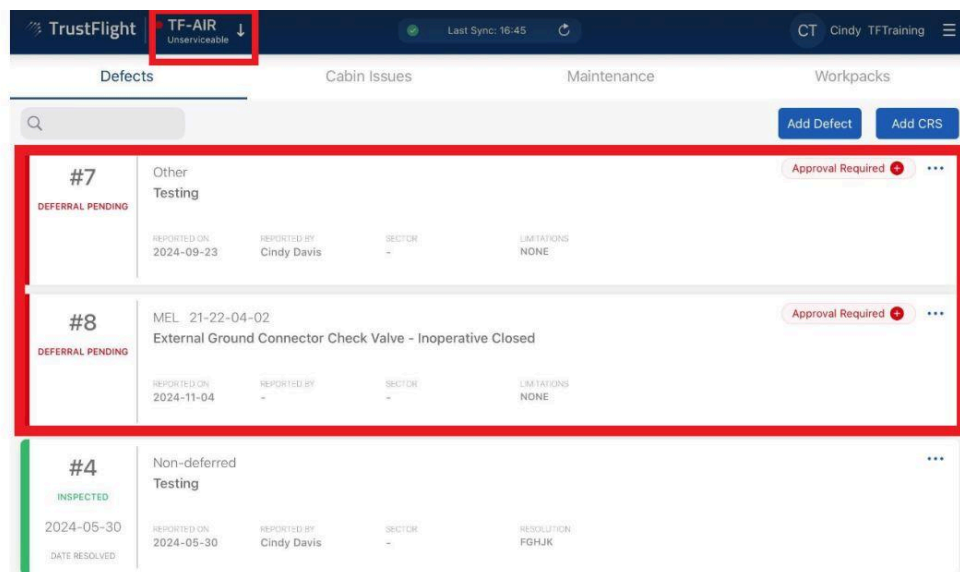 TrustFlight
TF-AIR
Unserviceable
Last Sync: 16:45
CT Cindy TFTraining
Defects Cabin Issues Maintenance Workpacks
Add Defect Add CRS
#7
DEFERRAL PENDING
Other
Testing
Approval Required
REPORTED ON REPORTED BY SECTOR LIMITATIONS
2024-09-23 Cindy Davis - NONE
#8
DEFERRAL PENDING
MEL 21-22-04-02
External Ground Connector Check Valve - Inoperative Closed
Approval Required
REPORTED ON REPORTED BY SECTOR LIMITATIONS
2024-11-04 - - NONE
#4
INSPECTED
2024-05-30
DATE RESOLVED
Non-deferred
Testing
REPORTED ON REPORTED BY SECTOR RESOLUTION
2024-05-30 Cindy Davis - FGHJK